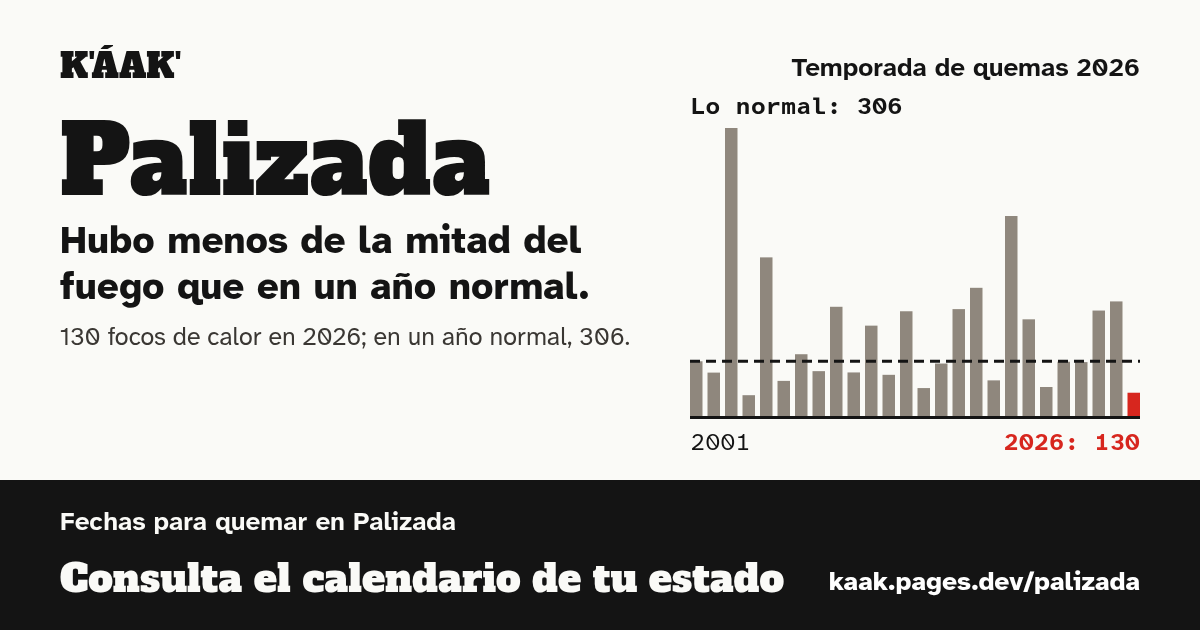 K'ÁAK'
Palizada
Hubo menos de la mitad del
fuego que en un año normal.
130 focos de calor en 2026; en un año normal, 306.
Temporada de quemas 2026
Lo normal: 306
2001
2026: 130
Fechas para quemar en Palizada
Consulta el calendario de tu estado
kaak.pages.dev/palizada